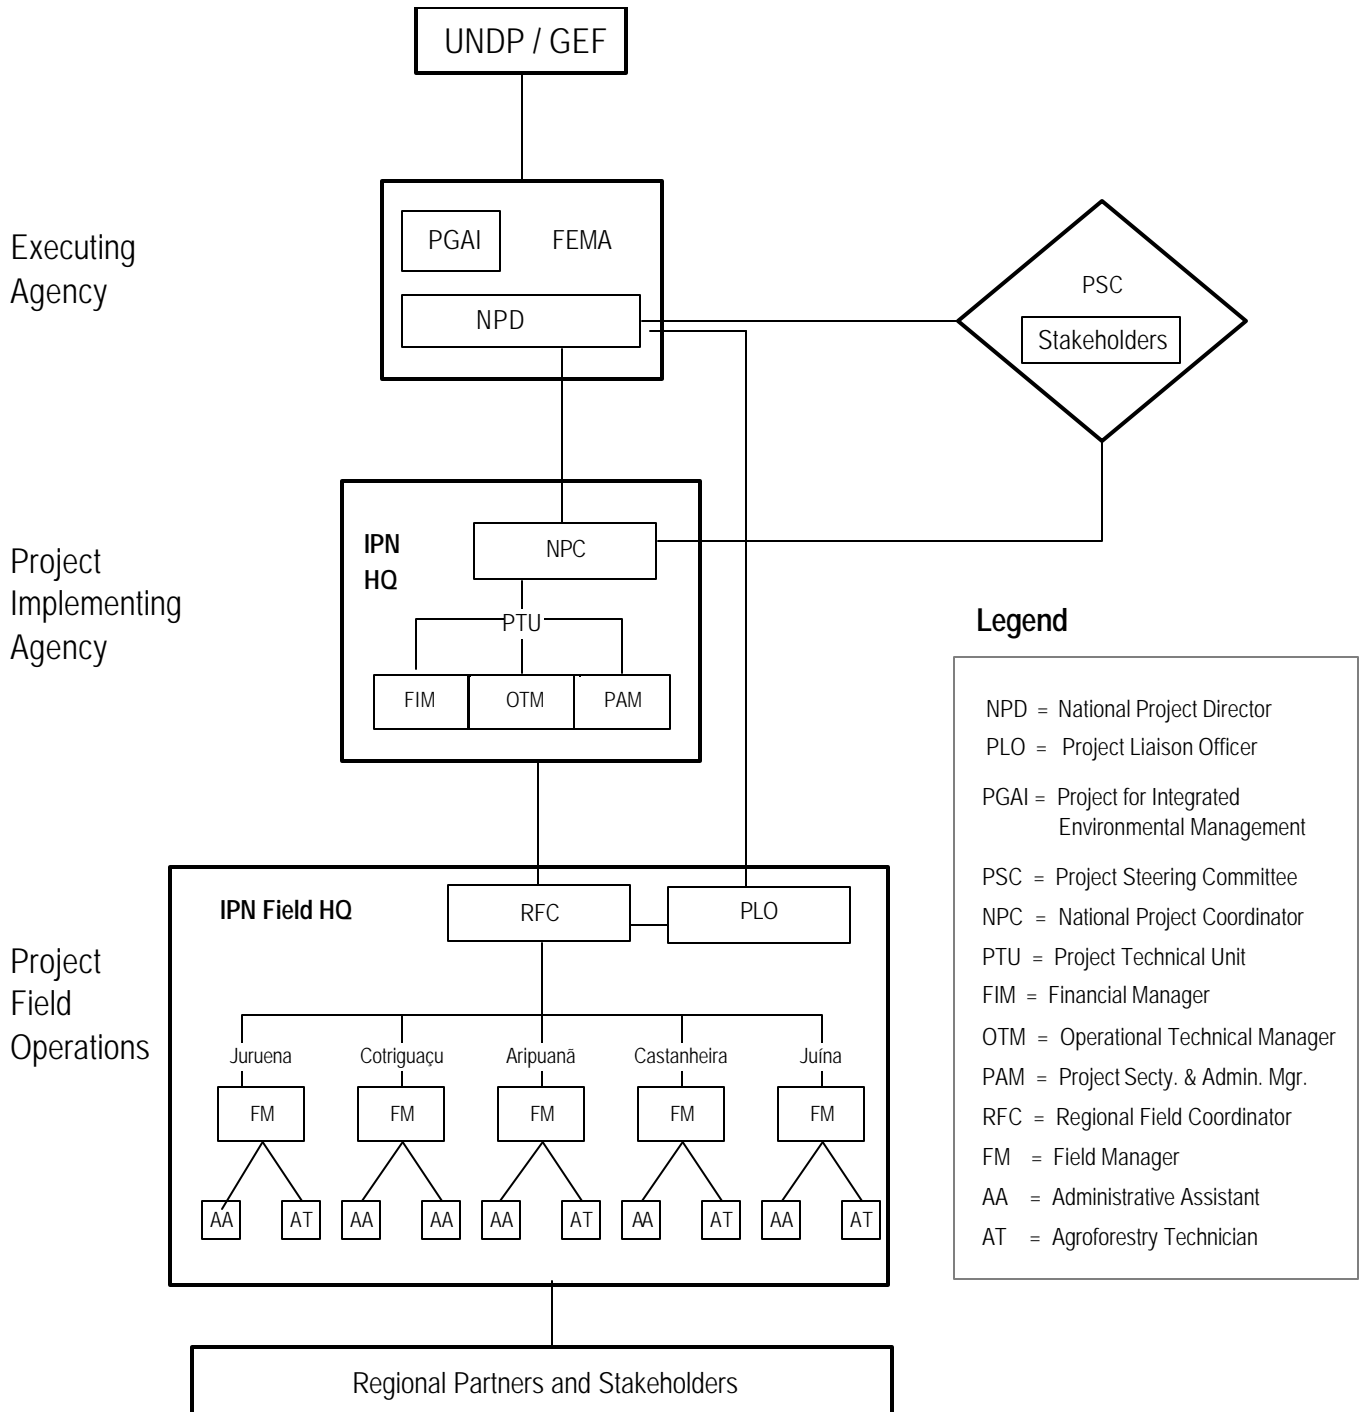 UNDP / GEF
Executing
Agency
PGAI FEMA
NPD
PSC
Stakeholders
Project
Implementing
Agency
IPN
HQ
NPC
PTU
FIM OTM PAM
Project
Field
Operations
IPN Field HQ
RFC PLO
Juruena Cotriguaçu Aripuanã Castanheira Juína
FM FM FM FM FM
AA AT AA AA AA AT AA AT AA AT
Regional Partners and Stakeholders
Legend
NPD = National Project Director
PLO = Project Liaison Officer
PGAI = Project for Integrated
Environmental Management
PSC = Project Steering Committee
NPC = National Project Coordinator
PTU = Project Technical Unit
FIM = Financial Manager
OTM = Operational Technical Manager
PAM = Project Secty. & Admin. Mgr.
RFC = Regional Field Coordinator
FM = Field Manager
AA = Administrative Assistant
AT = Agroforestry Technician